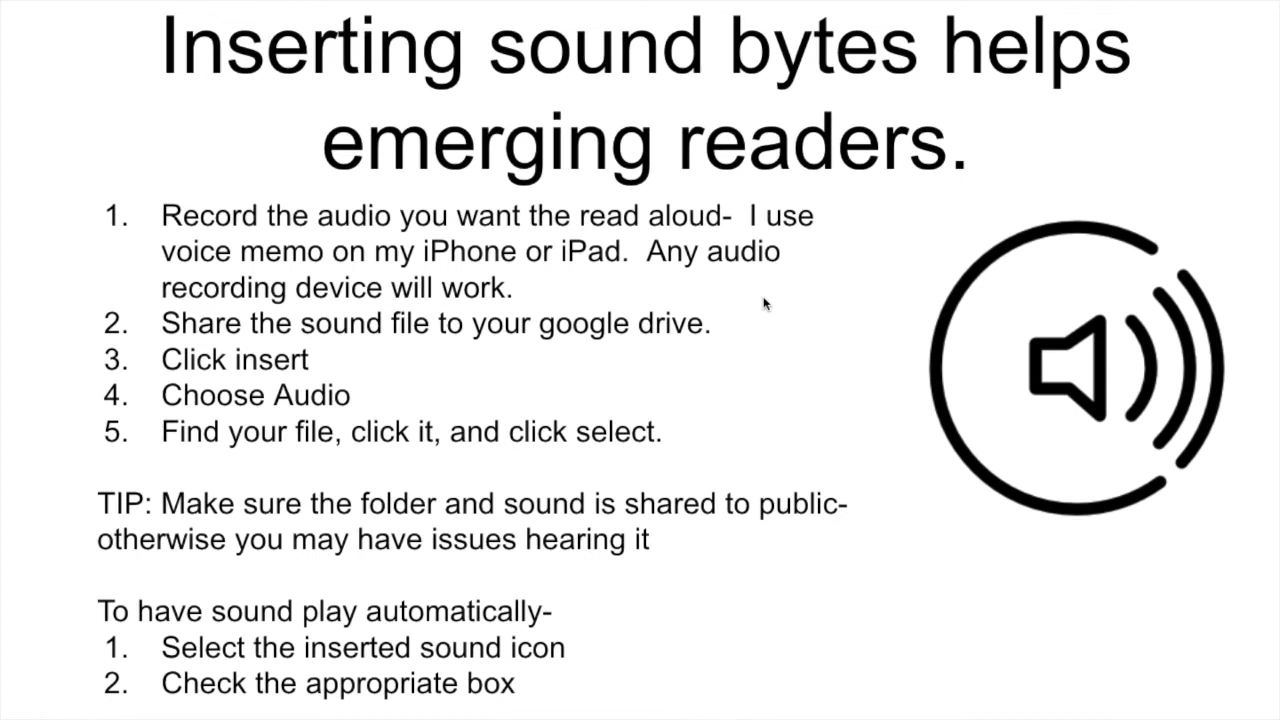 Inserting sound bytes helps
emerging readers.
1. Record the audio you want the read aloud-  I use
voice memo on my iPhone or iPad.  Any audio
recording device will work.
2. Share the sound file to your google drive.
3. Click insert
4. Choose Audio
5. Find your file, click it, and click select.
TIP: Make sure the folder and sound is shared to public-
otherwise you may have issues hearing it
To have sound play automatically-
1. Select the inserted sound icon
2. Check the appropriate box